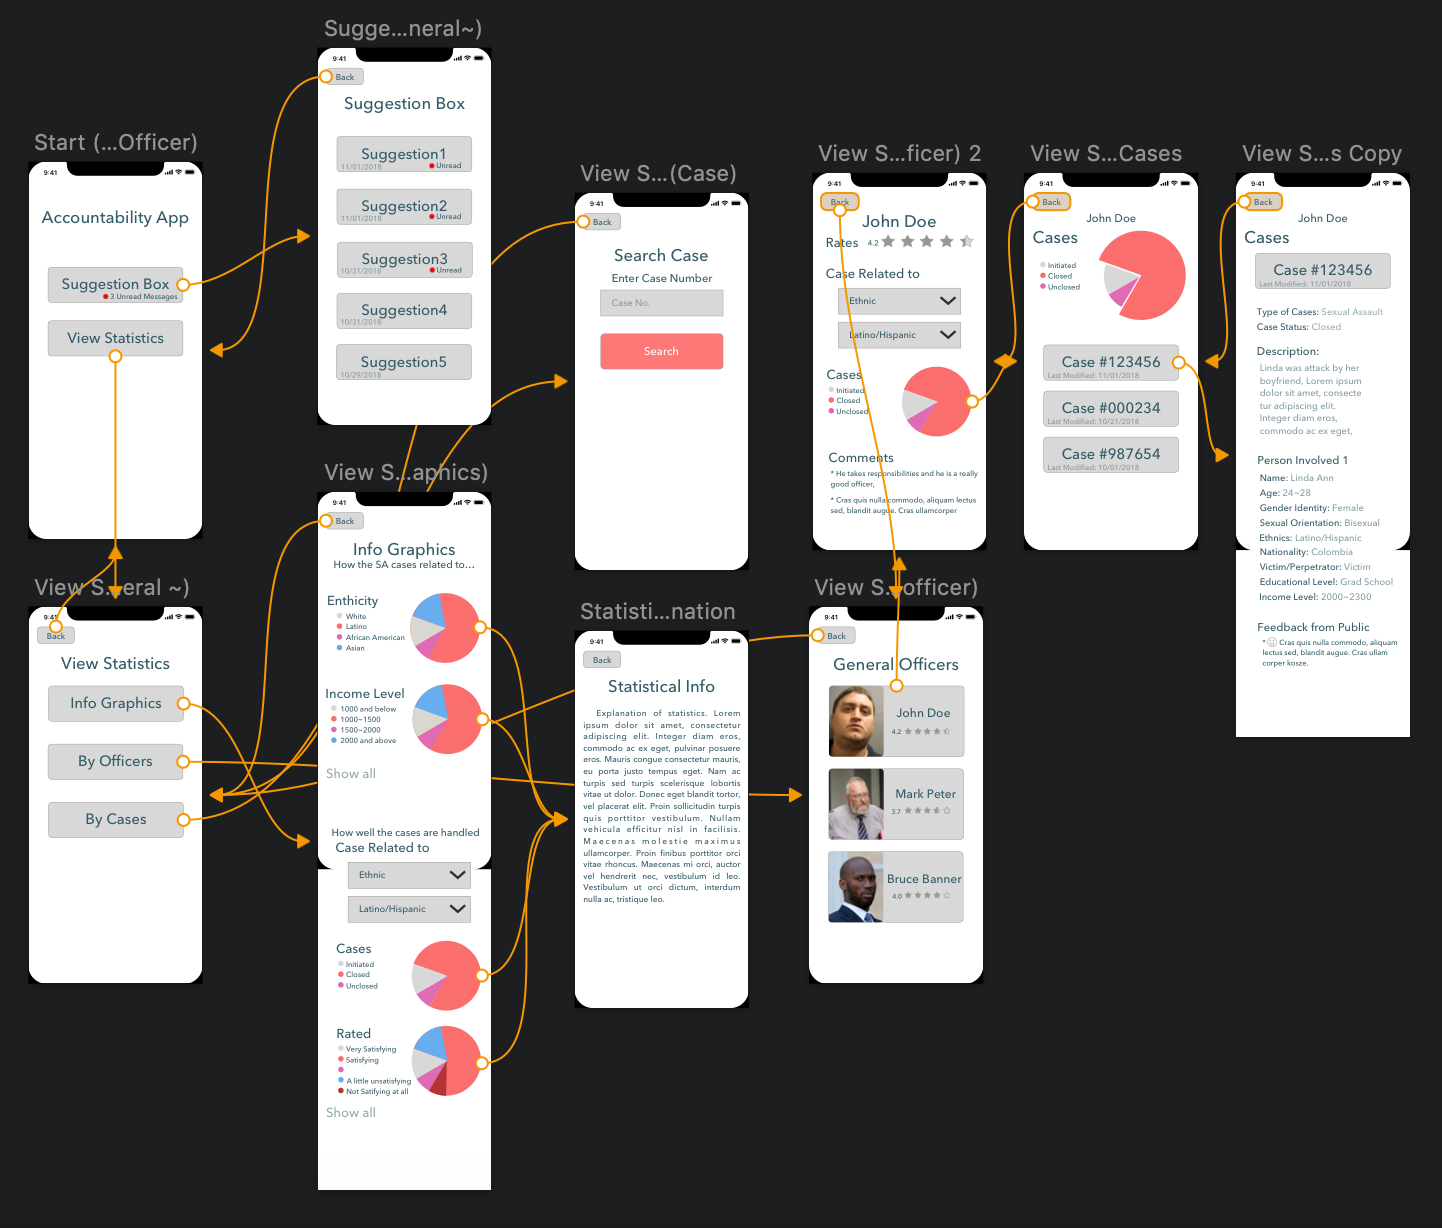 Sugge...neral~)
9:41
Back
Suggestion Box
Suggestion1
11/01/2018
Unread
Suggestion2
11/01/2018
Unread
Suggestion3
10/31/2018
Unread
Suggestion4
10/31/2018
Suggestion5
10/29/2018
Start (...Officer)
9:41
Accountability App
Suggestion Box
3 Unread Messages
View Statistics
View S...(Case)
9:41
Back
Search Case
Enter Case Number
Case No.
Search
View S...ficer) 2
9:41
Back
John Doe
Rates 4.2
Case Related to
Ethnic
Latino/Hispanic
Cases
Initiated
Closed
Unclosed
Comments
* He takes responsibilities and he is a really
good officer,
* Cras quis nulla commodo, aliquam lectus
sed, blandit augue. Cras ullamcorper
View S...Cases
9:41
Back
John Doe
Cases
Initiated
Closed
Unclosed
Case #123456
Last Modified: 11/01/2018
Case #000234
Last Modified: 10/21/2018
Case #987654
Last Modified: 10/01/2018
View S...s Copy
9:41
Back
John Doe
Cases
Case #123456
Last Modified: 11/01/2018
Type of Cases: Sexual Assault
Case Status: Closed
Description:
Linda was attack by her
boyfriend, Lorem ipsum
dolor sit amet, consecte
tur adipiscing elit.
Integer diam eros,
commodo ac ex eget,
Person Involved 1
Name: Linda Ann
Age: 24~28
Gender Identity: Female
Sexual Orientation: Bisexual
Ethnics: Latino/Hispanic
Nationality: Colombia
Victim/Perpetrator: Victim
Educational Level: Grad School
Income Level: 2000~2300
Feedback from Public
* Cras quis nulla commodo, aliquam
lectus sed, blandit augue. Cras ullam
corper kosze.
View S...eral ~)
9:41
Back
View Statistics
Info Graphics
By Officers
By Cases
View S...aphics)
9:41
Back
Info Graphics
How the SA cases related to...
Enthicity
White
Latino
African American
Asian
Income Level
1000 and below
1000~1500
1500~2000
2000 and above
Show all
How well the cases are handled
Case Related to
Ethnic
Latino/Hispanic
Cases
Initiated
Closed
Unclosed
Rated
Very Satisfying
Satisfying
A little unsatisfying
Not Satifying at all
Show all
Statisti...nation
9:41
Back
Statistical Info
Explanation of statistics. Lorem
ipsum dolor sit amet, consectetur
adipiscing elit. Integer diam eros,
commodo ac ex eget, pulvinar posuere
eros. Mauris congue consectetur mauris,
eu porta justo tempus eget. Nam ac
turpis sed turpis scelerisque lobortis
vitae ut dolor. Donec eget blandit tortor,
vel placerat elit. Proin sollicitudin turpis
quis porttitor vestibulum. Nullam
vehicula efficitur nisl in facilisis.
Maecenas molestie maximus
ullamcorper. Proin finibus porttitor orci
vitae rhoncus. Maecenas mi orci, auctor
vel hendrerit nec, vestibulum id leo.
Vestibulum ut orci dictum, interdum
nulla ac, tristique leo.
View S...officer)
9:41
Back
General Officers
John Doe
4.2
Mark Peter
3.7
Bruce Banner
4.0